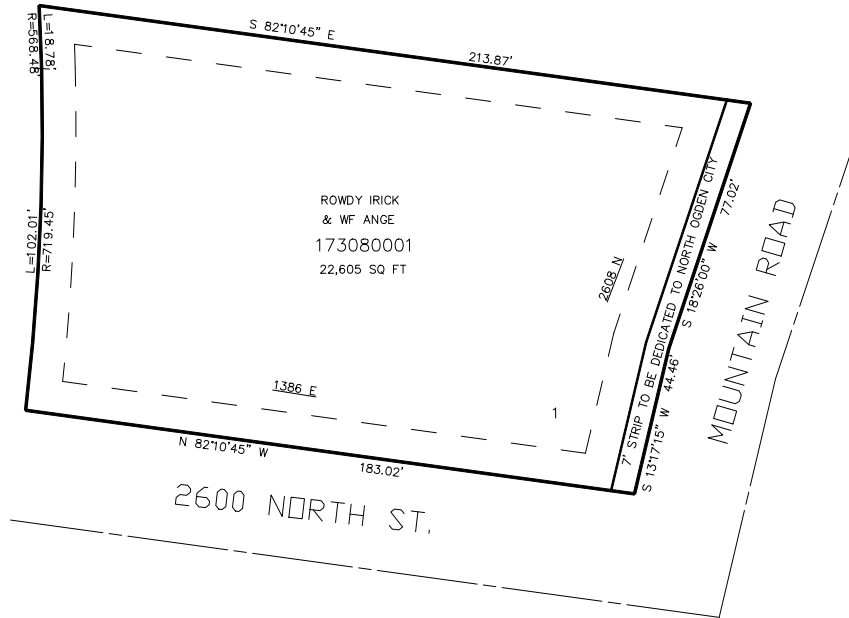 S 82°10'45" E
213.87'
L=18.78'
R=568.48'
L=102.01'
R=719.45'
ROWDY IRICK
& WF ANGE
173080001
22,605 SQ FT
2608 N
7' STRIP TO BE DEDICATED TO NORTH OGDEN CITY
S 18°26'00" W
77.02'
MOUNTAIN ROAD
S 13°17'15" W
44.46'
1386 E
1
N 82°10'45" W
183.02'
2600 NORTH ST.